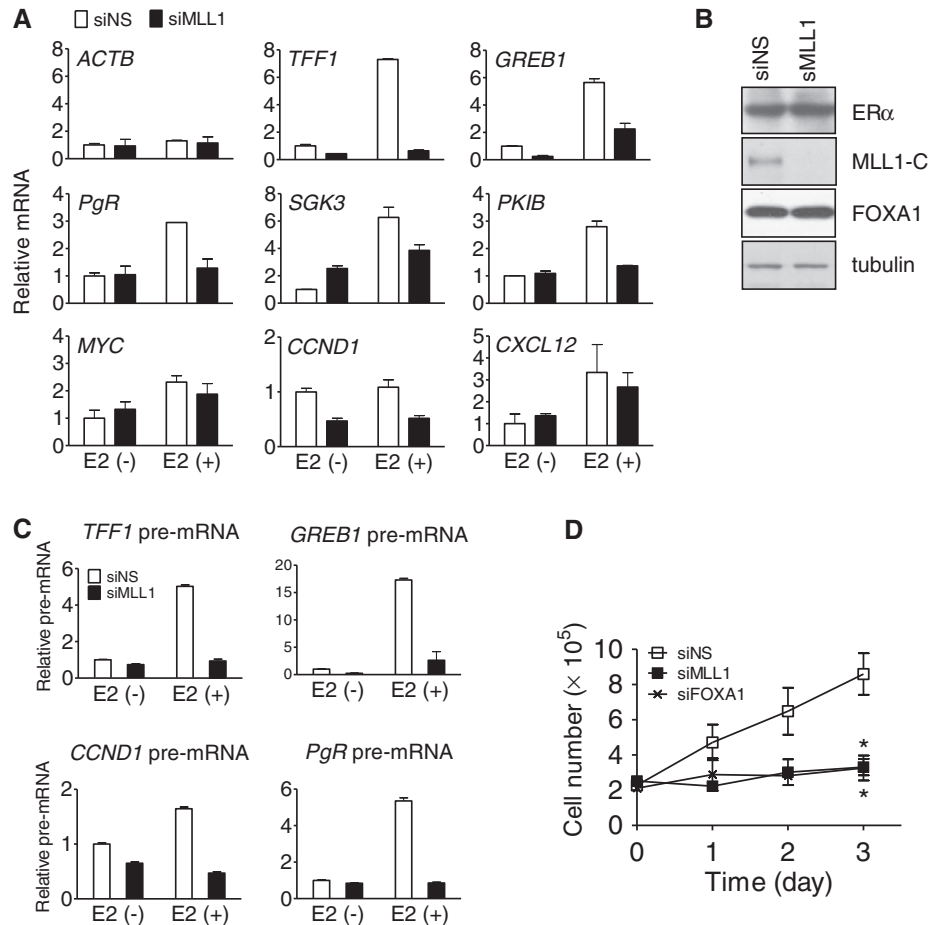 A
siNS siMLL1
Relative mRNA
ACTB
8
6
4
2
0
TFF1
8
6
4
2
0
GREB1
8
6
4
2
0
PgR
4
3
2
1
0
SGK3
8
6
4
2
0
PKIB
4
3
2
1
0
MYC
4
3
2
1
0
E2 (-) E2 (+)
CCND1
2
1
0
E2 (-) E2 (+)
CXCL12
5
4
3
2
1
0
E2 (-) E2 (+)
B
siNS
sMLL1
ERα
MLL1-C
FOXA1
tubulin
C
TFF1 pre-mRNA
Relative pre-mRNA
6
4
2
0
siNS
siMLL1
E2 (-) E2 (+)
GREB1 pre-mRNA
20
15
10
5
0
E2 (-) E2 (+)
CCND1 pre-mRNA
Relative pre-mRNA
2
1
0
E2 (-) E2 (+)
PgR pre-mRNA
6
4
2
0
E2 (-) E2 (+)
D
Cell number (× 10⁵)
10
8
6
4
2
0
siNS
siMLL1
siFOXA1
*
*
0 1 2 3
Time (day)